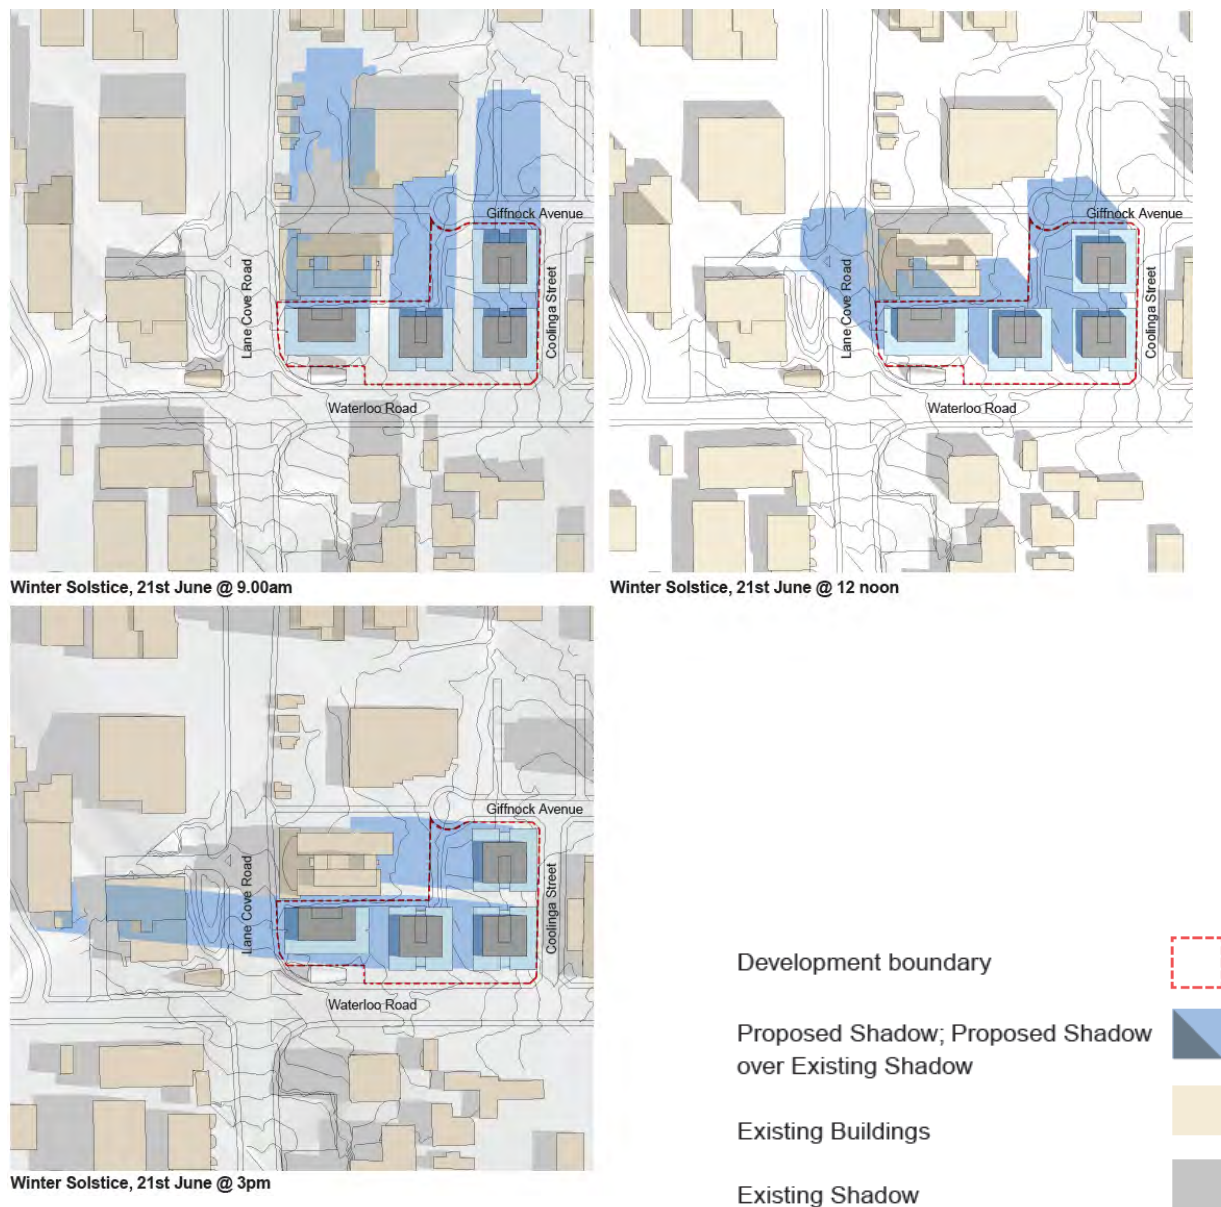 Giffnock Avenue
Lane Cove Road
Coolinga Street
Waterloo Road
Winter Solstice, 21st June @ 9.00am
Giffnock Avenue
Lane Cove Road
Coolinga Street
Waterloo Road
Winter Solstice, 21st June @ 12 noon
Giffnock Avenue
Lane Cove Road
Coolinga Street
Waterloo Road
Winter Solstice, 21st June @ 3pm
Development boundary
Proposed Shadow; Proposed Shadow
over Existing Shadow
Existing Buildings
Existing Shadow